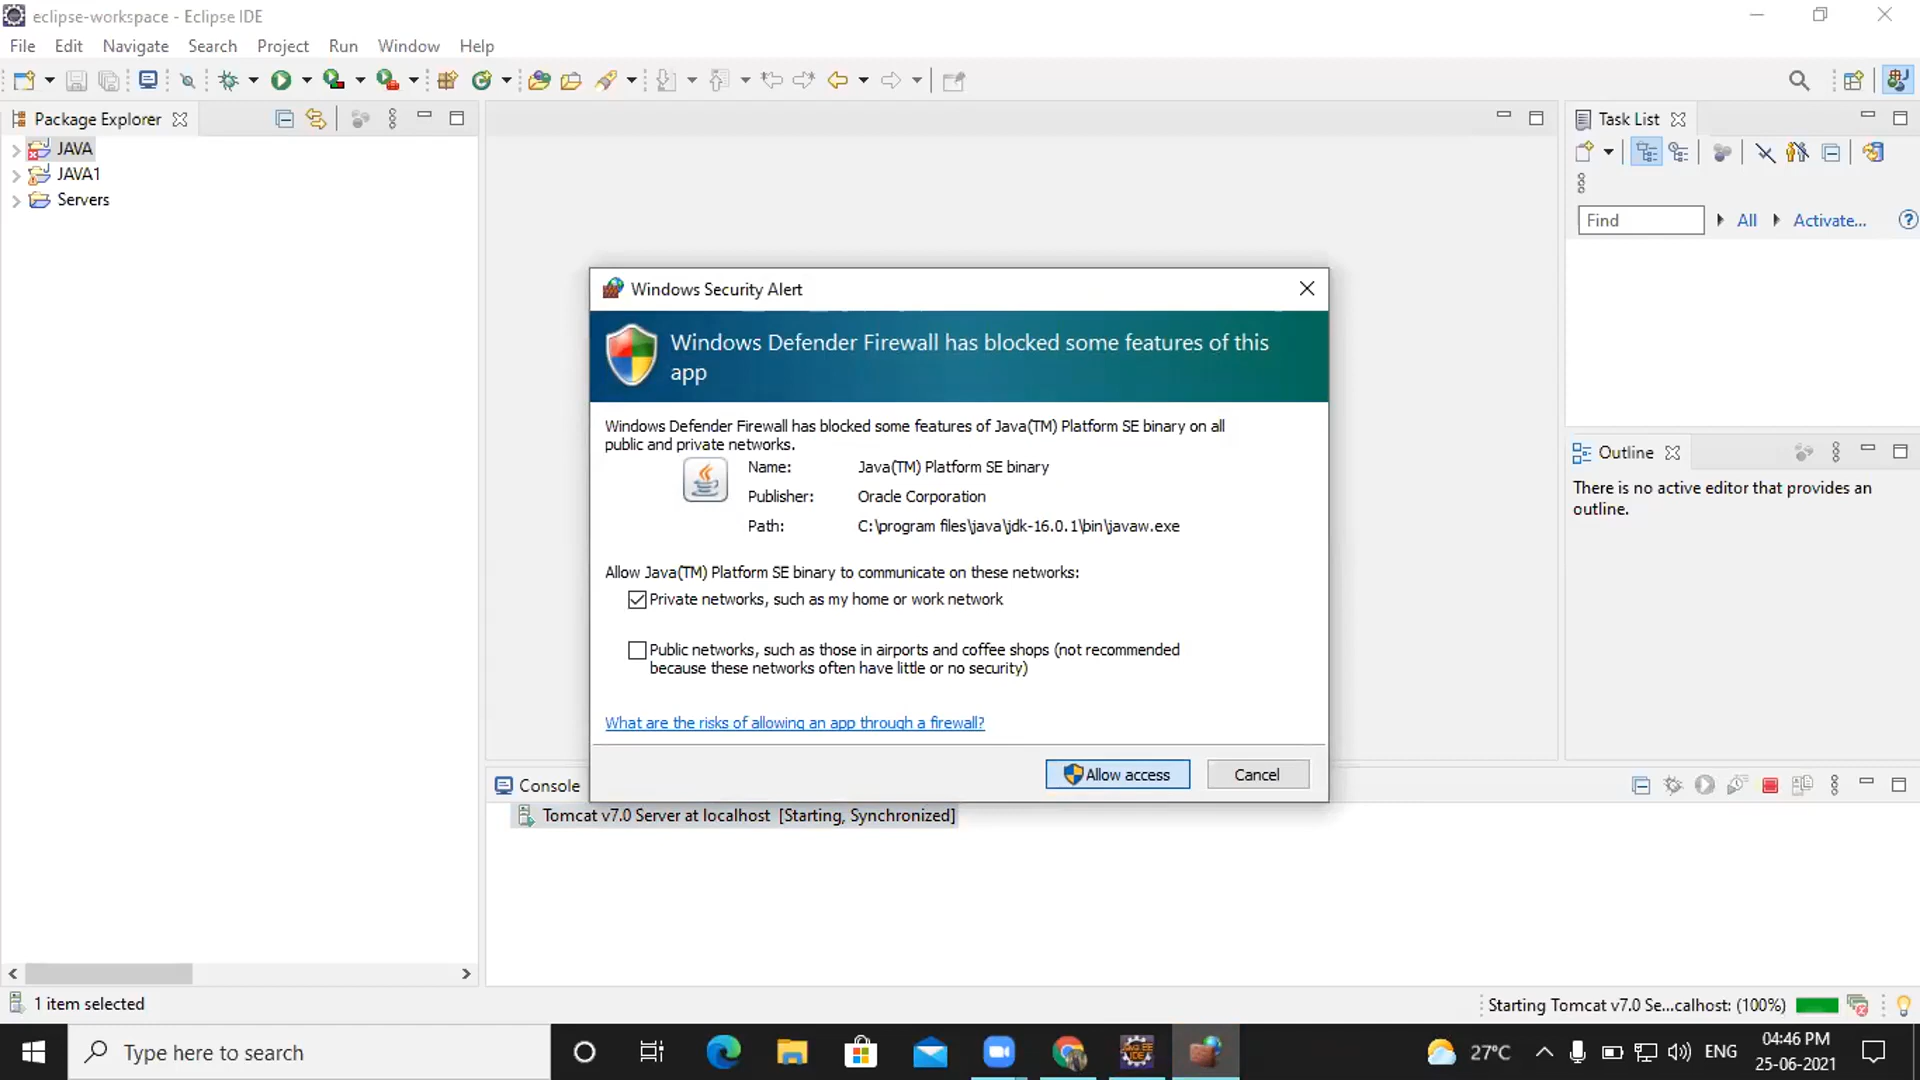 eclipse-workspace - Eclipse IDE
File Edit Navigate Search Project Run Window Help
Package Explorer
JAVA
JAVA1
Servers
Task List
Find All Activate...
Windows Security Alert
Windows Defender Firewall has blocked some features of this
app
Windows Defender Firewall has blocked some features of Java(TM) Platform SE binary on all
public and private networks.
Name: Java(TM) Platform SE binary
Publisher: Oracle Corporation
Path: C:\program files\java\jdk-16.0.1\bin\javaw.exe
Allow Java(TM) Platform SE binary to communicate on these networks:
Private networks, such as my home or work network
Public networks, such as those in airports and coffee shops (not recommended
because these networks often have little or no security)
What are the risks of allowing an app through a firewall?
Allow access Cancel
Outline
There is no active editor that provides an
outline.
Console
Tomcat v7.0 Server at localhost [Starting, Synchronized]
1 item selected
Starting Tomcat v7.0 Se...calhost: (100%)
Type here to search
27°C
ENG
04:46 PM
25-06-2021